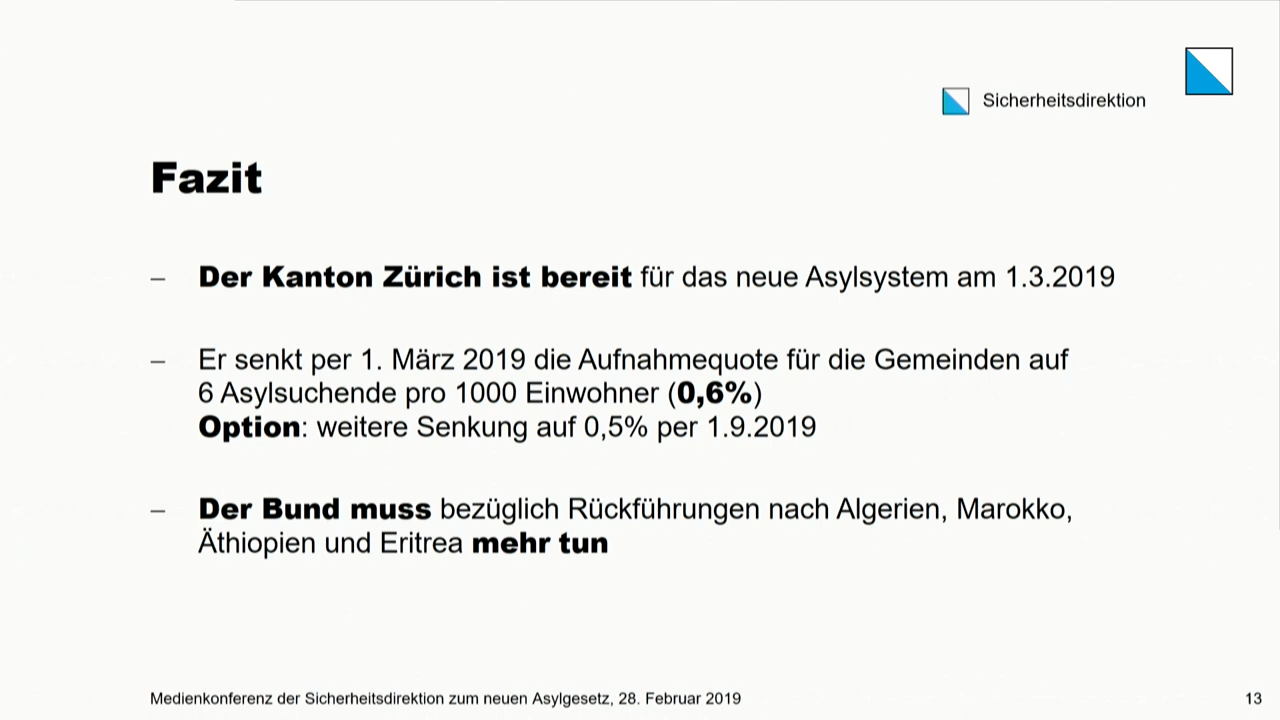 Sicherheitsdirektion
Fazit
– Der Kanton Zürich ist bereit für das neue Asylsystem am 1.3.2019
– Er senkt per 1. März 2019 die Aufnahmequote für die Gemeinden auf
6 Asylsuchende pro 1000 Einwohner (0,6%)
Option: weitere Senkung auf 0,5% per 1.9.2019
– Der Bund muss bezüglich Rückführungen nach Algerien, Marokko,
Äthiopien und Eritrea mehr tun
Medienkonferenz der Sicherheitsdirektion zum neuen Asylgesetz, 28. Februar 2019
13